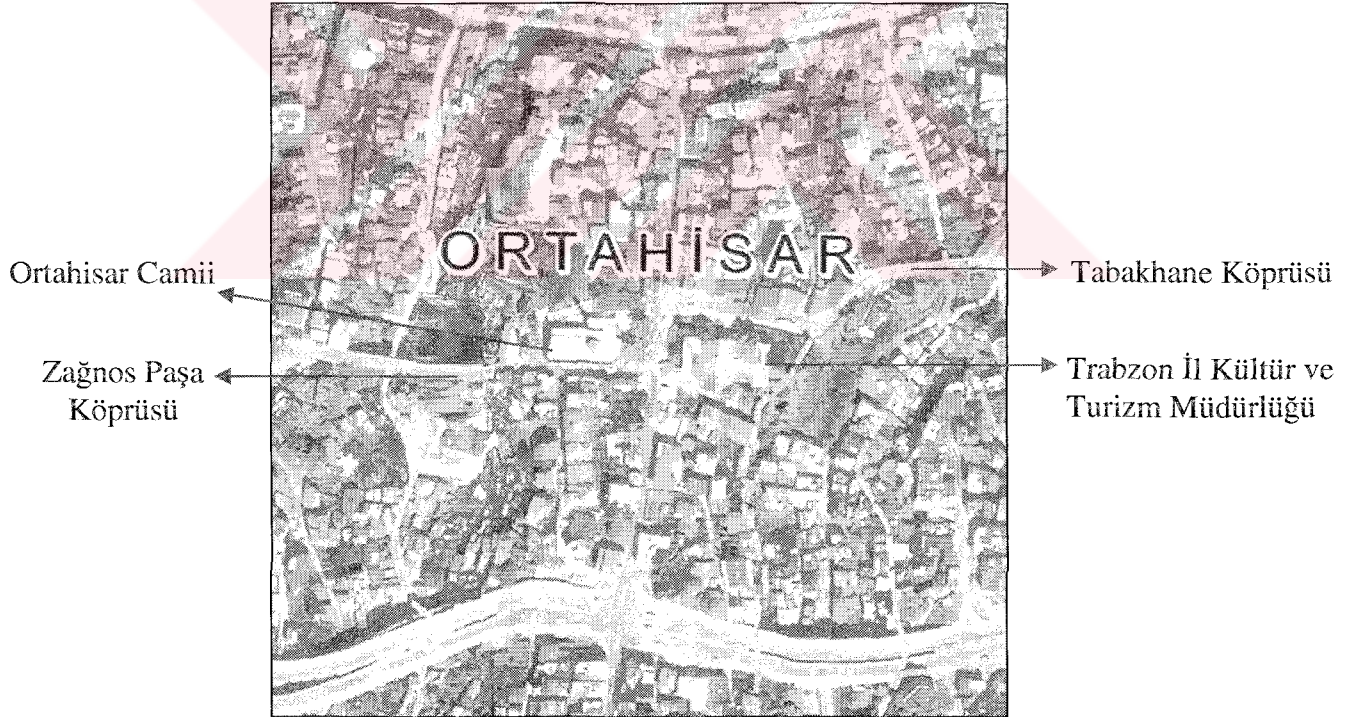 ORTAHİSAR
Ortahisar Camii
Zağnos Paşa
Köprüsü
Tabakhane Köprüsü
Trabzon İl Kültür ve
Turizm Müdürlüğü